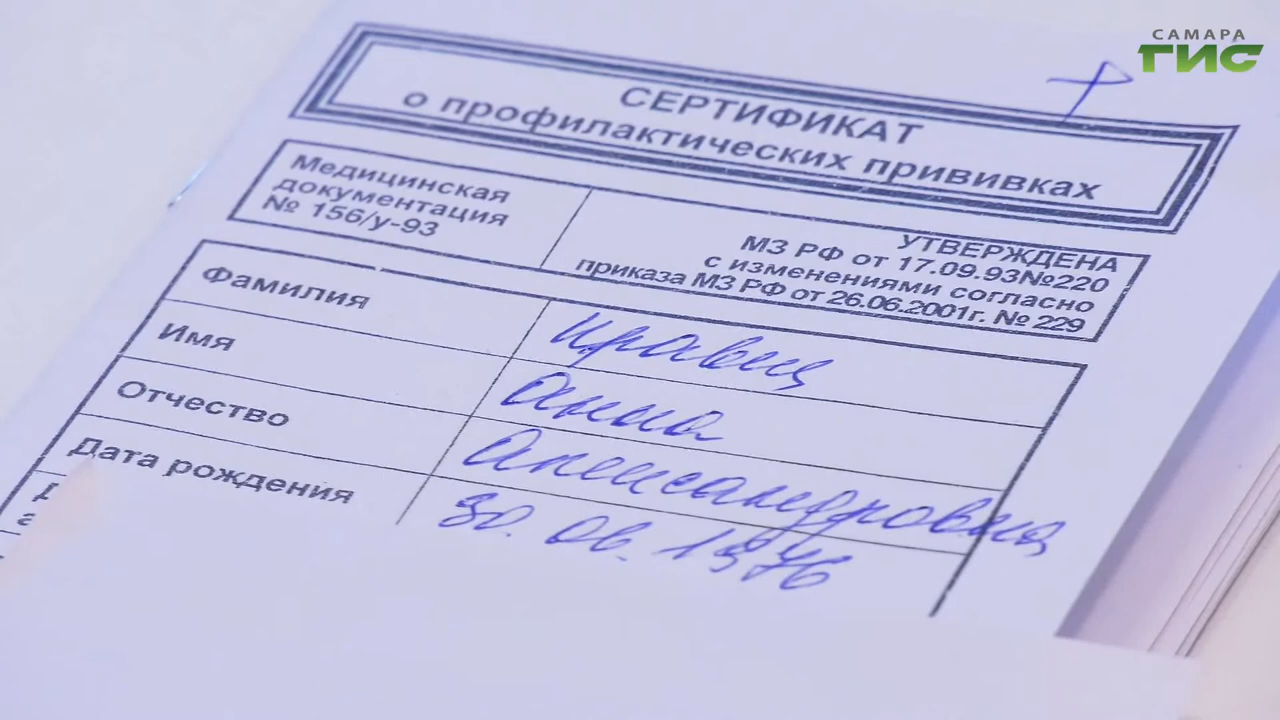 САМАРА
ГИС
СЕРТИФИКАТ
о профилактических прививках
Медицинская
документация
№ 156/у-93
УТВЕРЖДЕНА
МЗ РФ от 17.09.93№220
с изменениями согласно
приказа МЗ РФ от 26.06.2001г. № 229
Фамилия Кравец
Имя Анна
Отчество Александровна
Дата рождения 30.06.1976